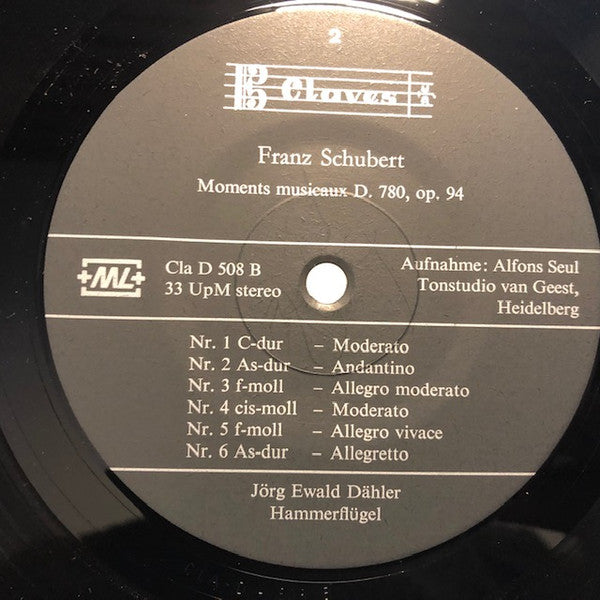 2
Claves
Franz Schubert
Moments musicaux D. 780, op. 94
+ML+
Cla D 508 B
33 UpM stereo
Aufnahme: Alfons Seul
Tonstudio van Geest,
Heidelberg
Nr. 1 C-dur – Moderato
Nr. 2 As-dur – Andantino
Nr. 3 f-moll – Allegro moderato
Nr. 4 cis-moll – Moderato
Nr. 5 f-moll – Allegro vivace
Nr. 6 As-dur – Allegretto
Jörg Ewald Dähler
Hammerflügel